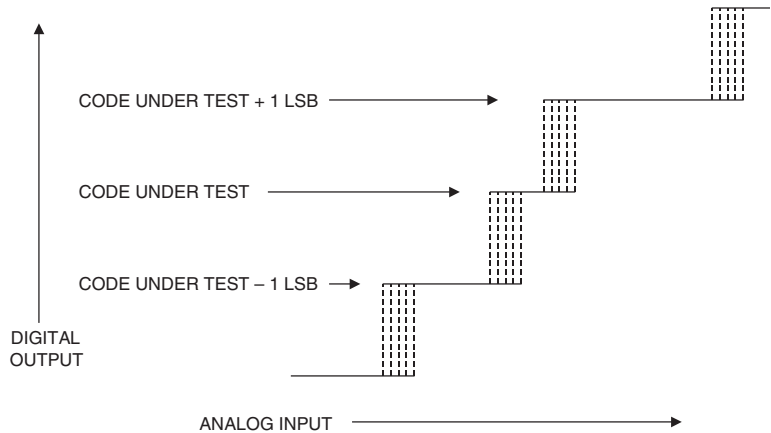 CODE UNDER TEST + 1 LSB
CODE UNDER TEST
CODE UNDER TEST – 1 LSB
DIGITAL
OUTPUT
ANALOG INPUT